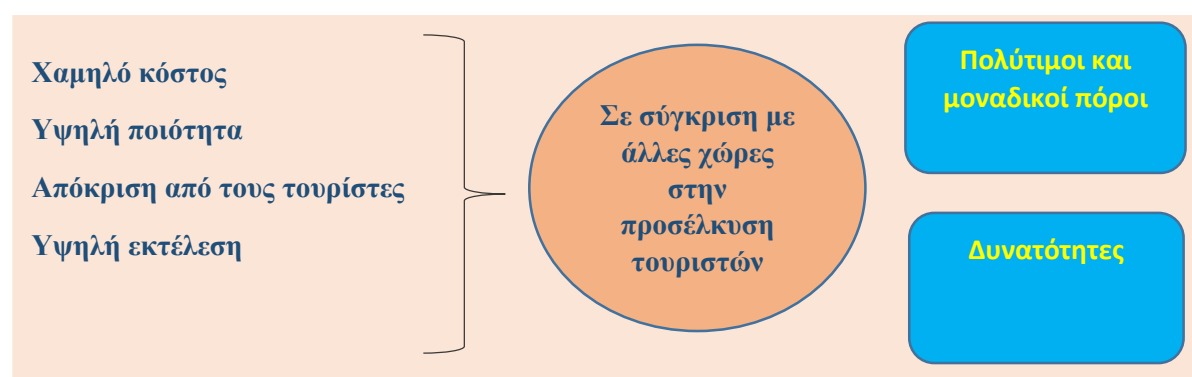 Χαμηλό κόστος
Υψηλή ποιότητα
Απόκριση από τους τουρίστες
Υψηλή εκτέλεση
Σε σύγκριση με
άλλες χώρες
στην
προσέλκυση
τουριστών
Πολύτιμοι και
μοναδικοί πόροι
Δυνατότητες